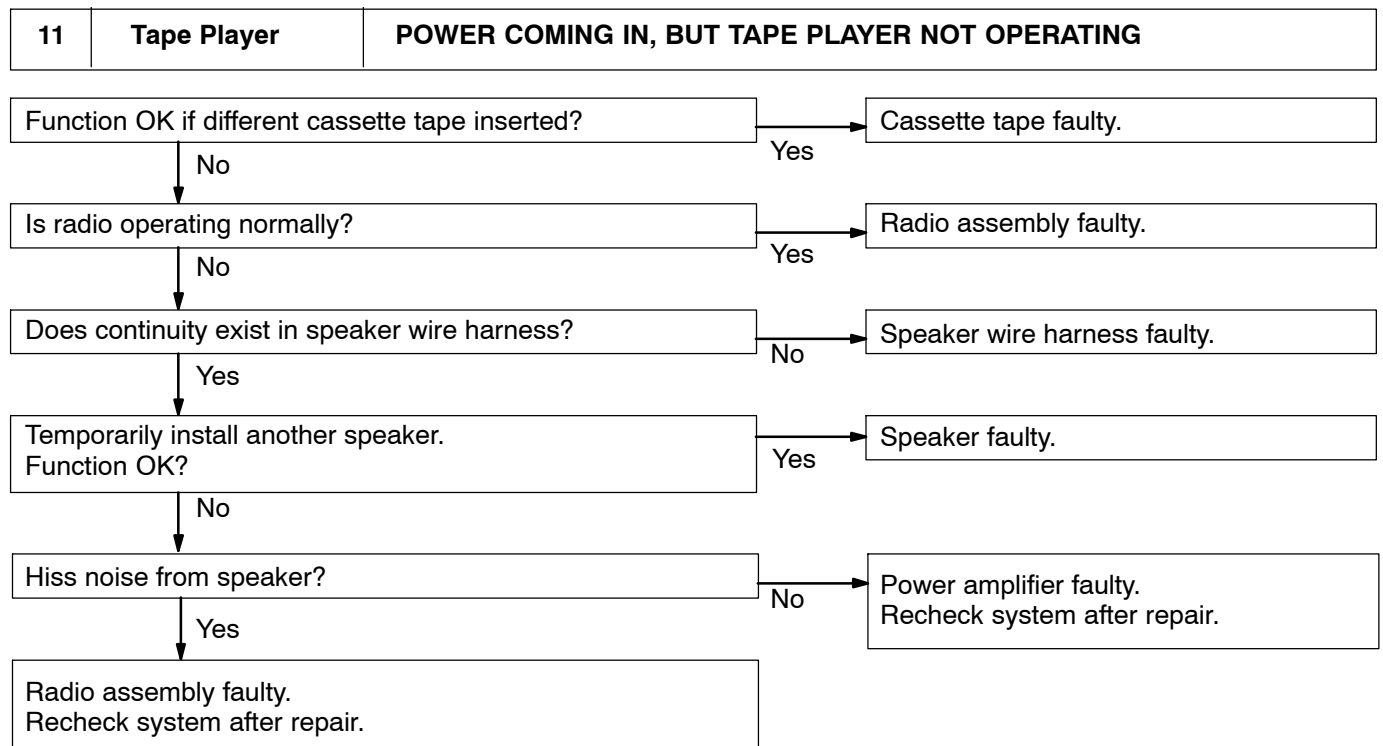 11 Tape Player POWER COMING IN, BUT TAPE PLAYER NOT OPERATING
Function OK if different cassette tape inserted?
Yes
Cassette tape faulty.
No
Is radio operating normally?
Yes
Radio assembly faulty.
No
Does continuity exist in speaker wire harness?
No
Speaker wire harness faulty.
Yes
Temporarily install another speaker.
Function OK?
Yes
Speaker faulty.
No
Hiss noise from speaker?
No
Power amplifier faulty.
Recheck system after repair.
Yes
Radio assembly faulty.
Recheck system after repair.